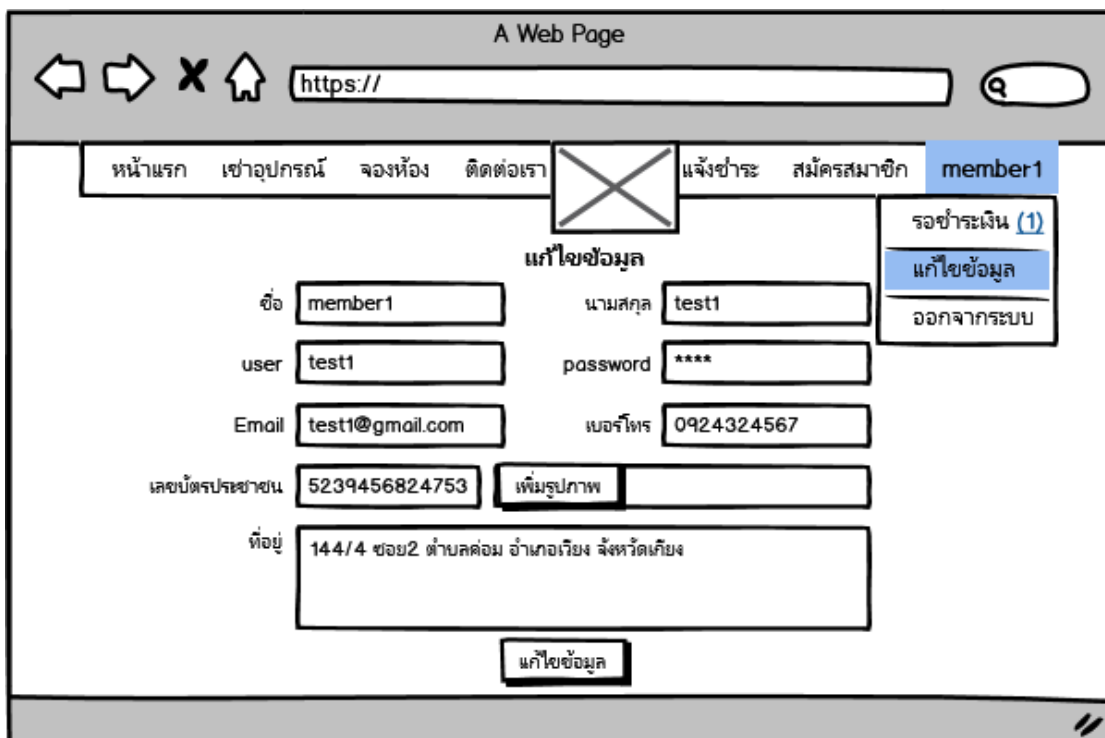 A Web Page
https://
หน้าแรก เช่าอุปกรณ์ จองห้อง ติดต่อเรา แจ้งชำระ สมัครสมาชิก member1
รอชำระเงิน (1)
แก้ไขข้อมูล
ออกจากระบบ
แก้ไขข้อมูล
ชื่อ member1 นามสกุล test1
user test1 password ****
Email test1@gmail.com เบอร์โทร 0924324567
เลขบัตรประชาชน 5239456824753 เพิ่มรูปภาพ
ที่อยู่ 144/4 ซอย2 ตำบลค่อม อำเภอเวียง จังหวัดเกียง
แก้ไขข้อมูล